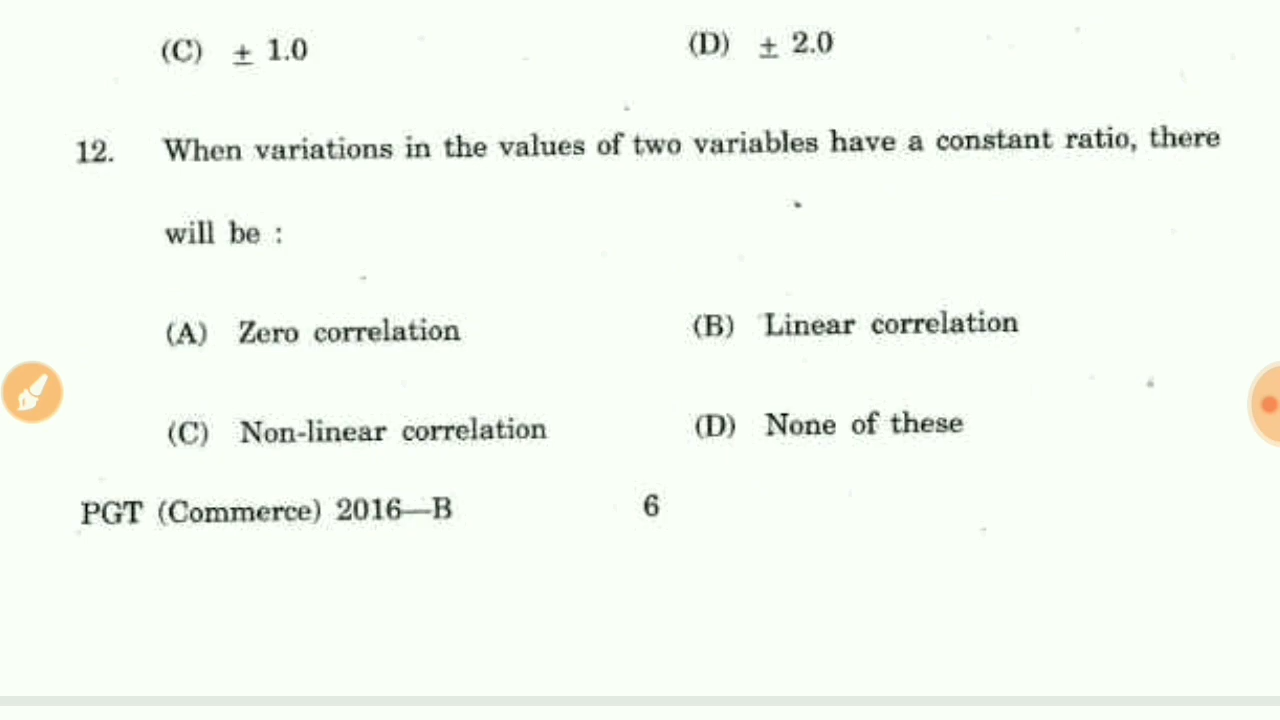 (C) ± 1.0 (D) ± 2.0
12. When variations in the values of two variables have a constant ratio, there
will be :
(A) Zero correlation (B) Linear correlation
(C) Non-linear correlation (D) None of these
PGT (Commerce) 2016—B 6